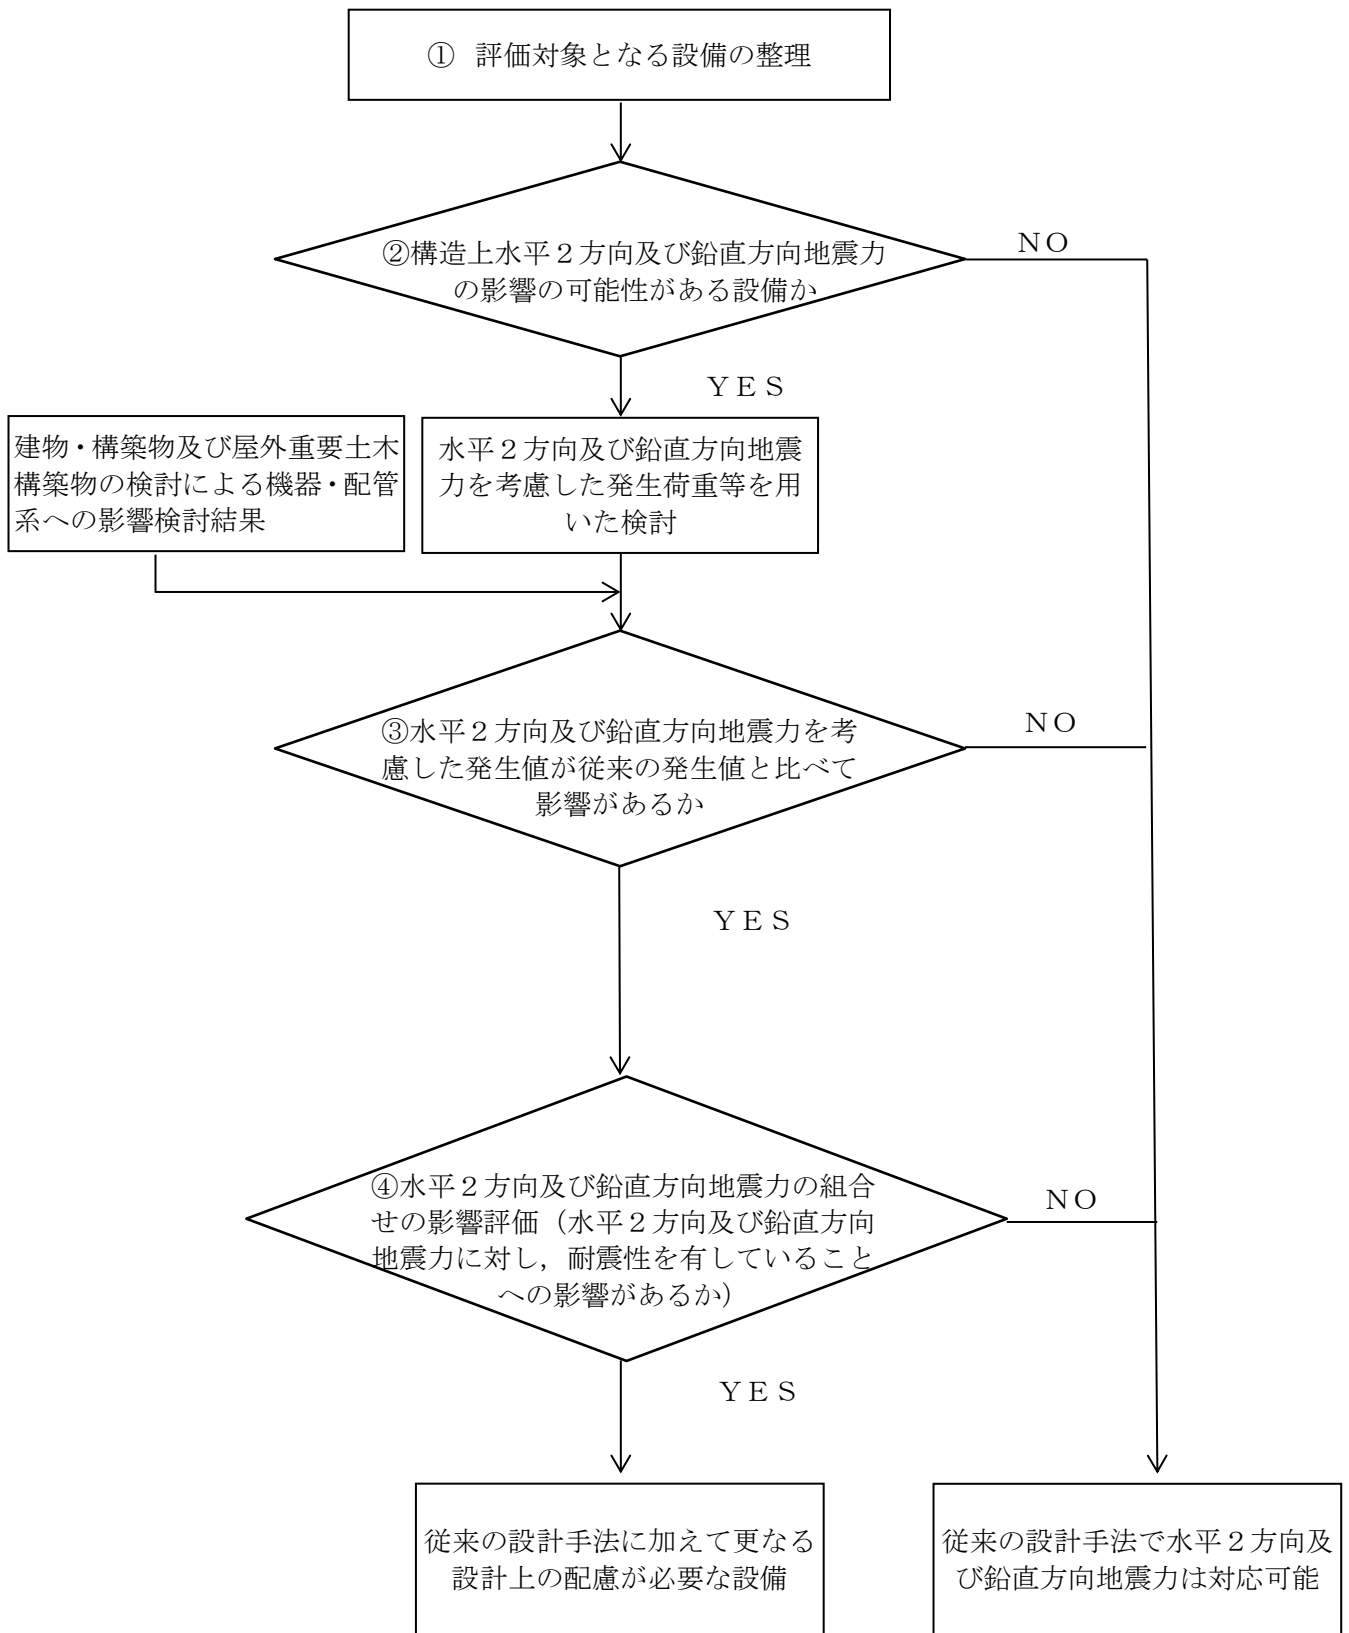 ① 評価対象となる設備の整理
②構造上水平２方向及び鉛直方向地震力
の影響の可能性がある設備か
ＮＯ
ＹＥＳ
建物・構築物及び屋外重要土木
構築物の検討による機器・配管
系への影響検討結果
水平２方向及び鉛直方向地震
力を考慮した発生荷重等を用
いた検討
③水平２方向及び鉛直方向地震力を考
慮した発生値が従来の発生値と比べて
影響があるか
ＮＯ
ＹＥＳ
④水平２方向及び鉛直方向地震力の組合
せの影響評価（水平２方向及び鉛直方向
地震力に対し，耐震性を有していること
への影響があるか）
ＮＯ
ＹＥＳ
従来の設計手法に加えて更なる
設計上の配慮が必要な設備
従来の設計手法で水平２方向及
び鉛直方向地震力は対応可能